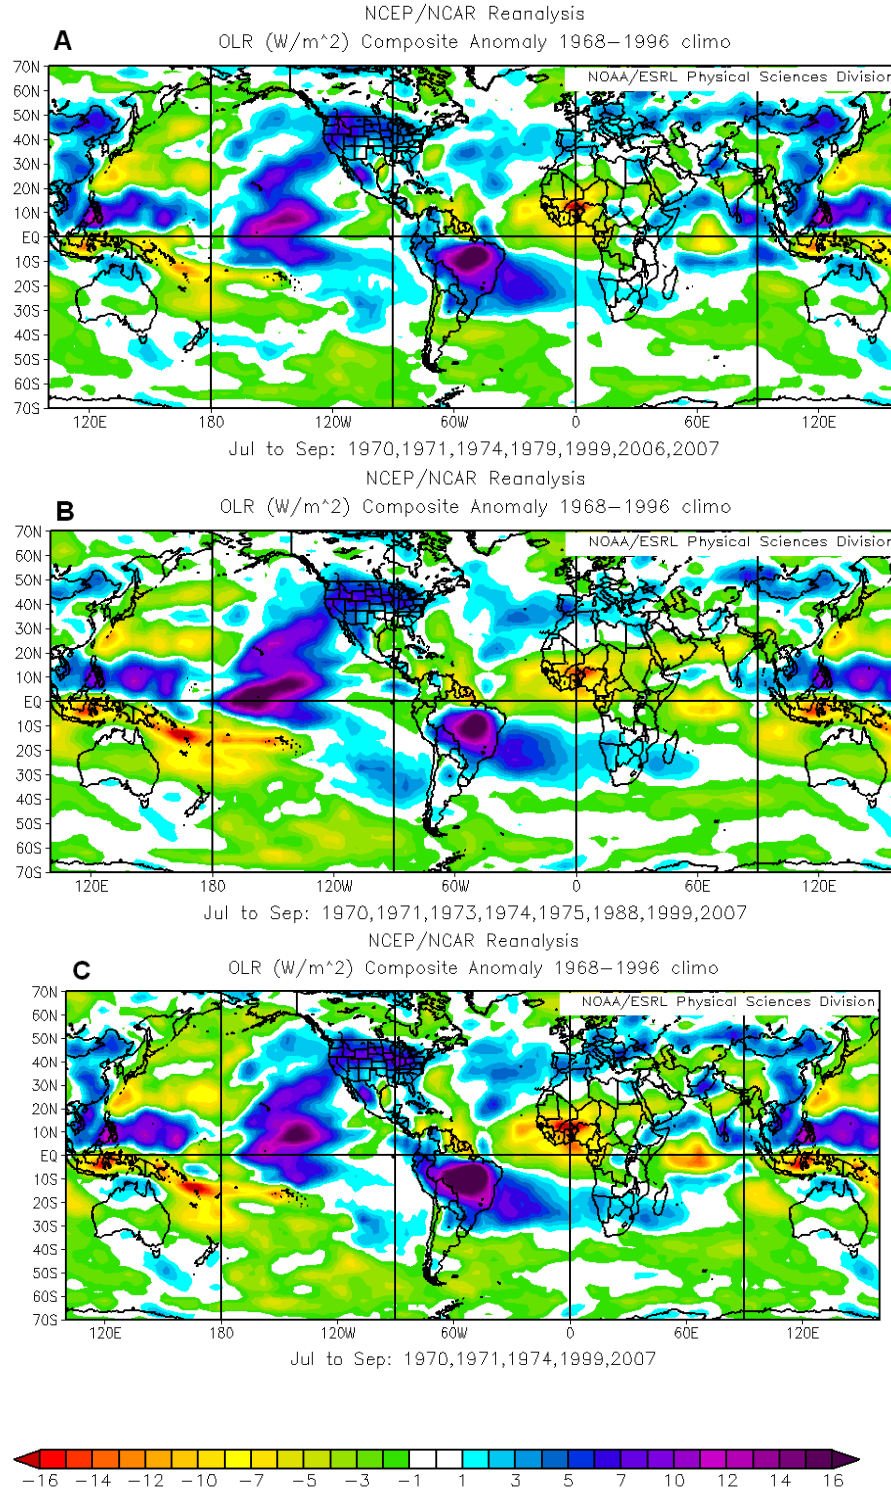 NCEP/NCAR Reanalysis
A
OLR (W/m^2) Composite Anomaly 1968-1996 climo
NOAA/ESRL Physical Sciences Division
70N
60N
50N
40N
30N
20N
10N
EQ
10S
20S
30S
40S
50S
60S
70S
120E 180 120W 60W 0 60E 120E
Jul to Sep: 1970,1971,1974,1979,1999,2006,2007
NCEP/NCAR Reanalysis
B
OLR (W/m^2) Composite Anomaly 1968-1996 climo
NOAA/ESRL Physical Sciences Division
70N
60N
50N
40N
30N
20N
10N
EQ
10S
20S
30S
40S
50S
60S
70S
120E 180 120W 60W 0 60E 120E
Jul to Sep: 1970,1971,1973,1974,1975,1988,1999,2007
NCEP/NCAR Reanalysis
C
OLR (W/m^2) Composite Anomaly 1968-1996 climo
NOAA/ESRL Physical Sciences Division
70N
60N
50N
40N
30N
20N
10N
EQ
10S
20S
30S
40S
50S
60S
70S
120E 180 120W 60W 0 60E 120E
Jul to Sep: 1970,1971,1974,1999,2007
-16 -14 -12 -10 -7 -5 -3 -1 1 3 5 7 10 12 14 16